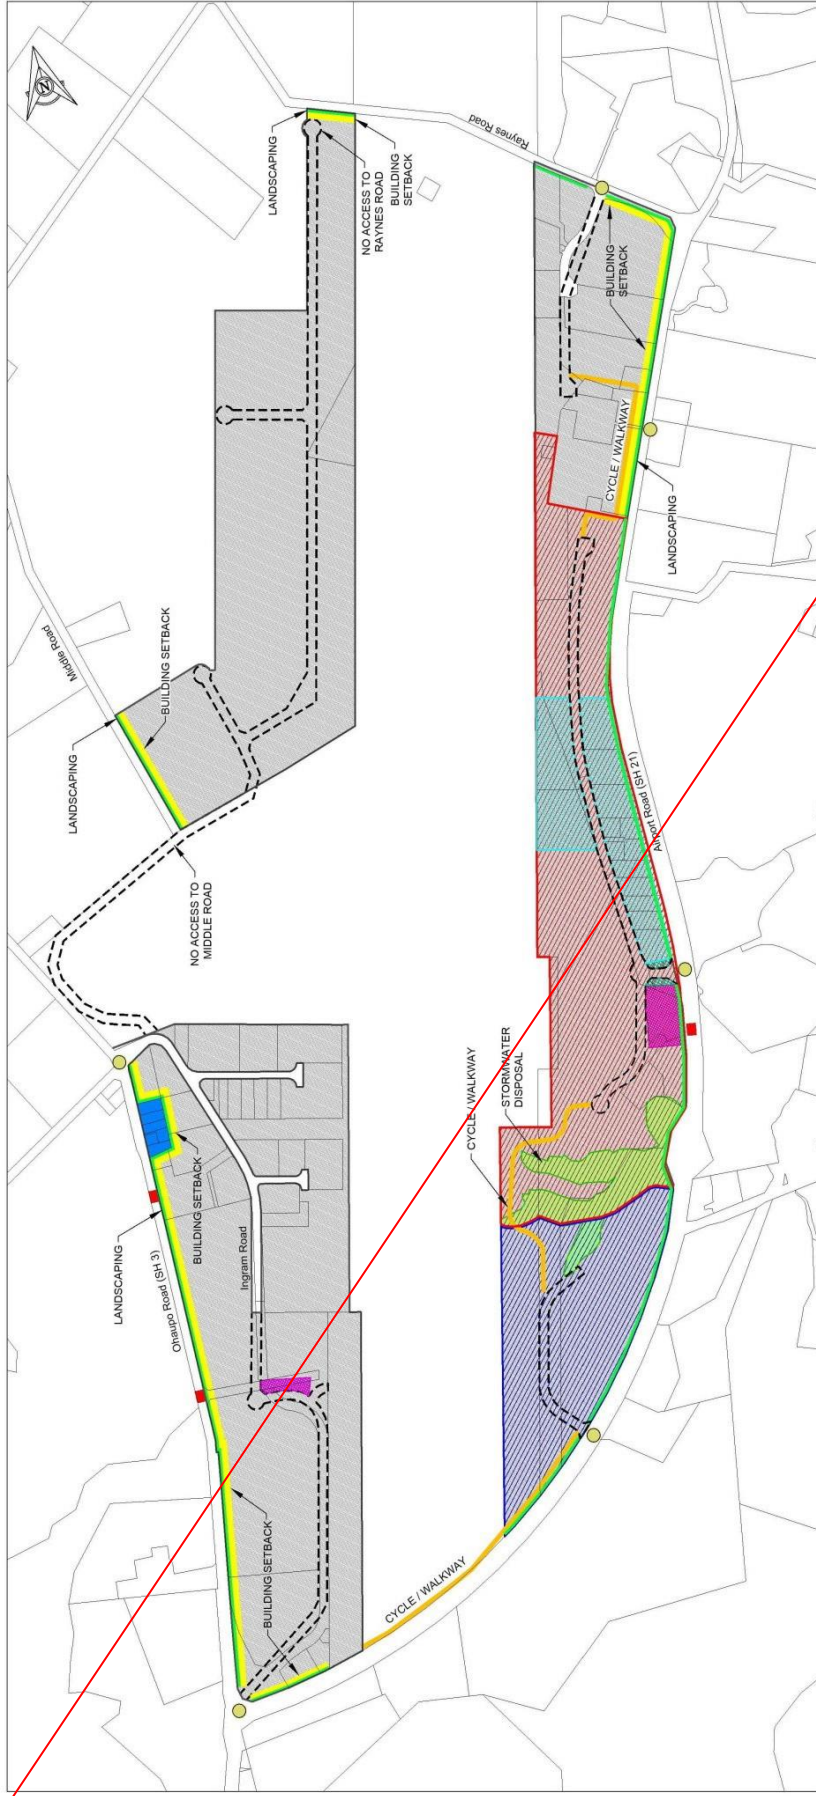 N
LANDSCAPING
NO ACCESS TO
RAYNES ROAD
BUILDING
SETBACK
Raynes Road
BUILDING
SETBACK
CYCLE / WALKWAY
LANDSCAPING
Middle Road
BUILDING SETBACK
LANDSCAPING
NO ACCESS TO
MIDDLE ROAD
Airport Road (SH 21)
CYCLE / WALKWAY
STORMWATER
DISPOSAL
BUILDING SETBACK
LANDSCAPING
Ohaupo Road (SH 3)
Ingram Road
BUILDING SETBACK
CYCLE / WALKWAY